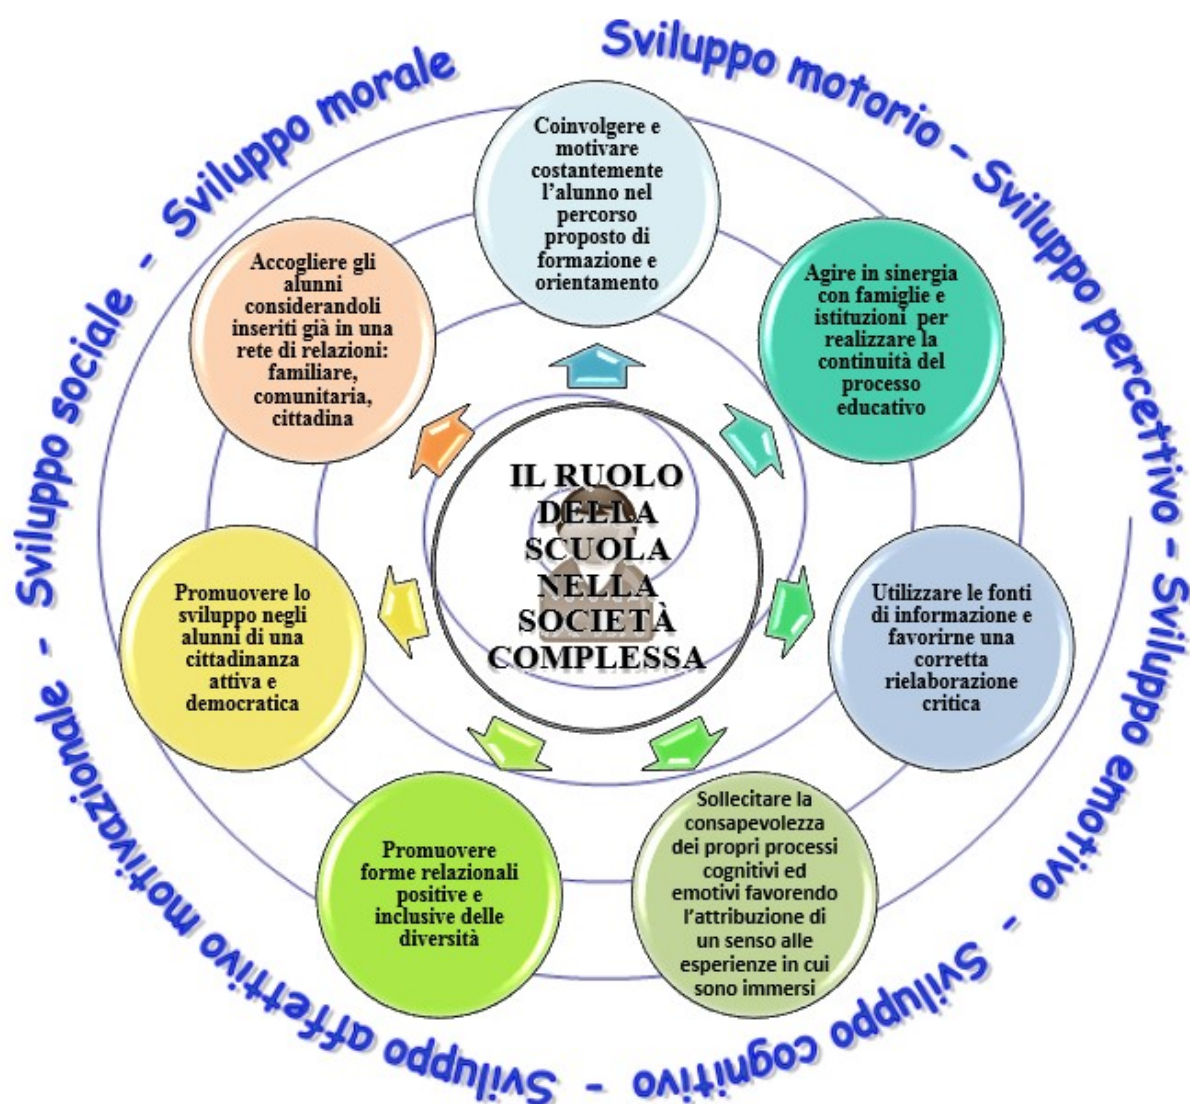 Sviluppo motorio - Sviluppo percettivo - Sviluppo emotivo - Sviluppo cognitivo - Sviluppo affettivo motivazionale - Sviluppo sociale - Sviluppo morale
IL RUOLO
DELLA
SCUOLA
NELLA
SOCIETÀ
COMPLESSA
Coinvolgere e
motivare
costantemente
l'alunno nel
percorso
proposto di
formazione e
orientamento
Agire in sinergia
con famiglie e
istituzioni per
realizzare la
continuità del
processo
educativo
Utilizzare le fonti
di informazione e
favorirne una
corretta
rielaborazione
critica
Sollecitare la
consapevolezza
dei propri processi
cognitivi ed
emotivi favorendo
l'attribuzione di
un senso alle
esperienze in cui
sono immersi
Promuovere
forme relazionali
positive e
inclusive delle
diversità
Promuovere lo
sviluppo negli
alunni di una
cittadinanza
attiva e
democratica
Accogliere gli
alunni
considerandoli
inseriti già in una
rete di relazioni:
familiare,
comunitaria,
cittadina